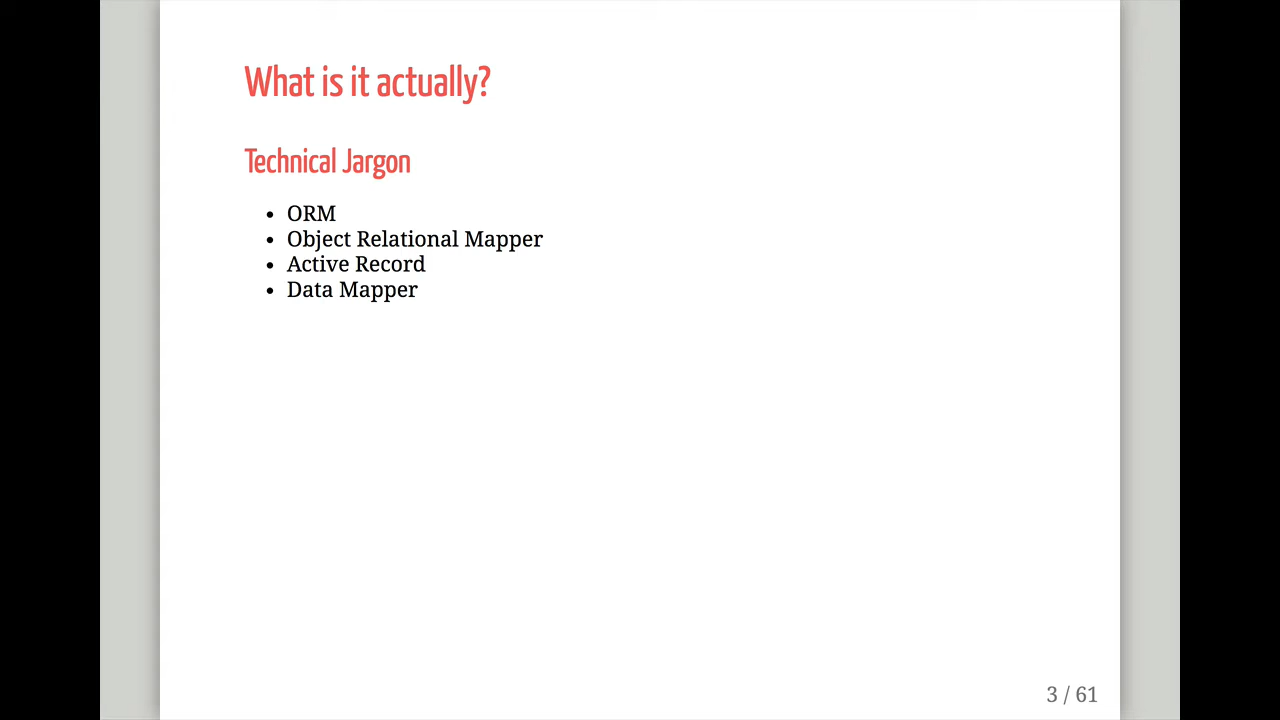 What is it actually?
Technical Jargon
• ORM
• Object Relational Mapper
• Active Record
• Data Mapper
3 / 61